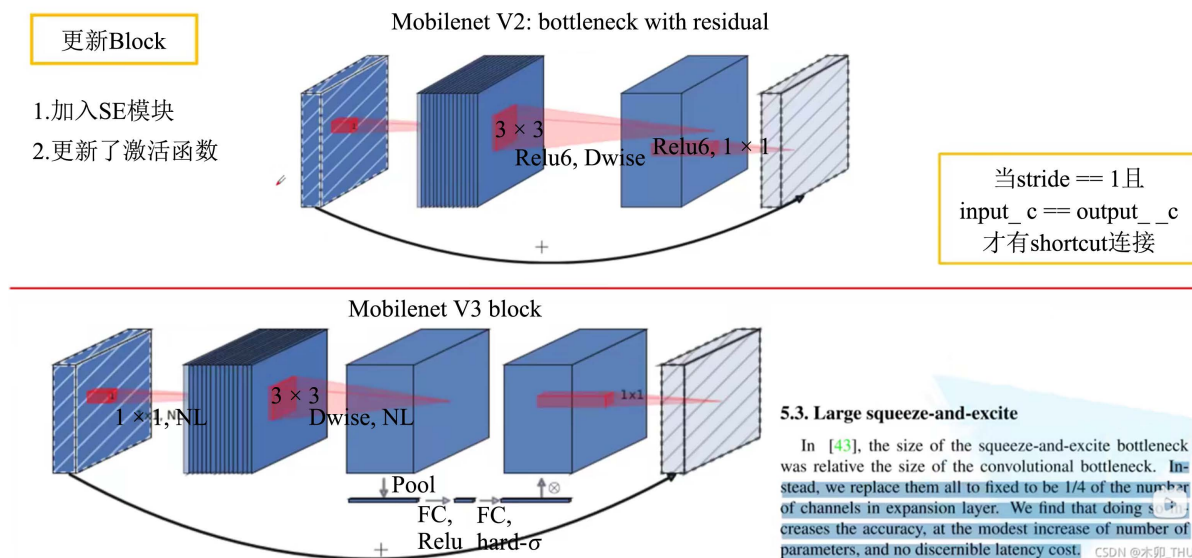 更新Block
1.加入SE模块
2.更新了激活函数
Mobilenet V2: bottleneck with residual
3 × 3
Relu6, Dwise
Relu6, 1 × 1
+
当stride == 1且
input_ c == output_ _c
才有shortcut连接
Mobilenet V3 block
1 × 1, NL
3 × 3
Dwise, NL
1x1
Pool
⊗
FC,
Relu
FC,
hard-σ
+
5.3. Large squeeze-and-excite
In [43], the size of the squeeze-and-excite bottleneck
was relative the size of the convolutional bottleneck. In-
stead, we replace them all to fixed to be 1/4 of the number
of channels in expansion layer. We find that doing so in-
creases the accuracy, at the modest increase of number of
parameters, and no discernible latency cost.
CSDN @木卯_THU